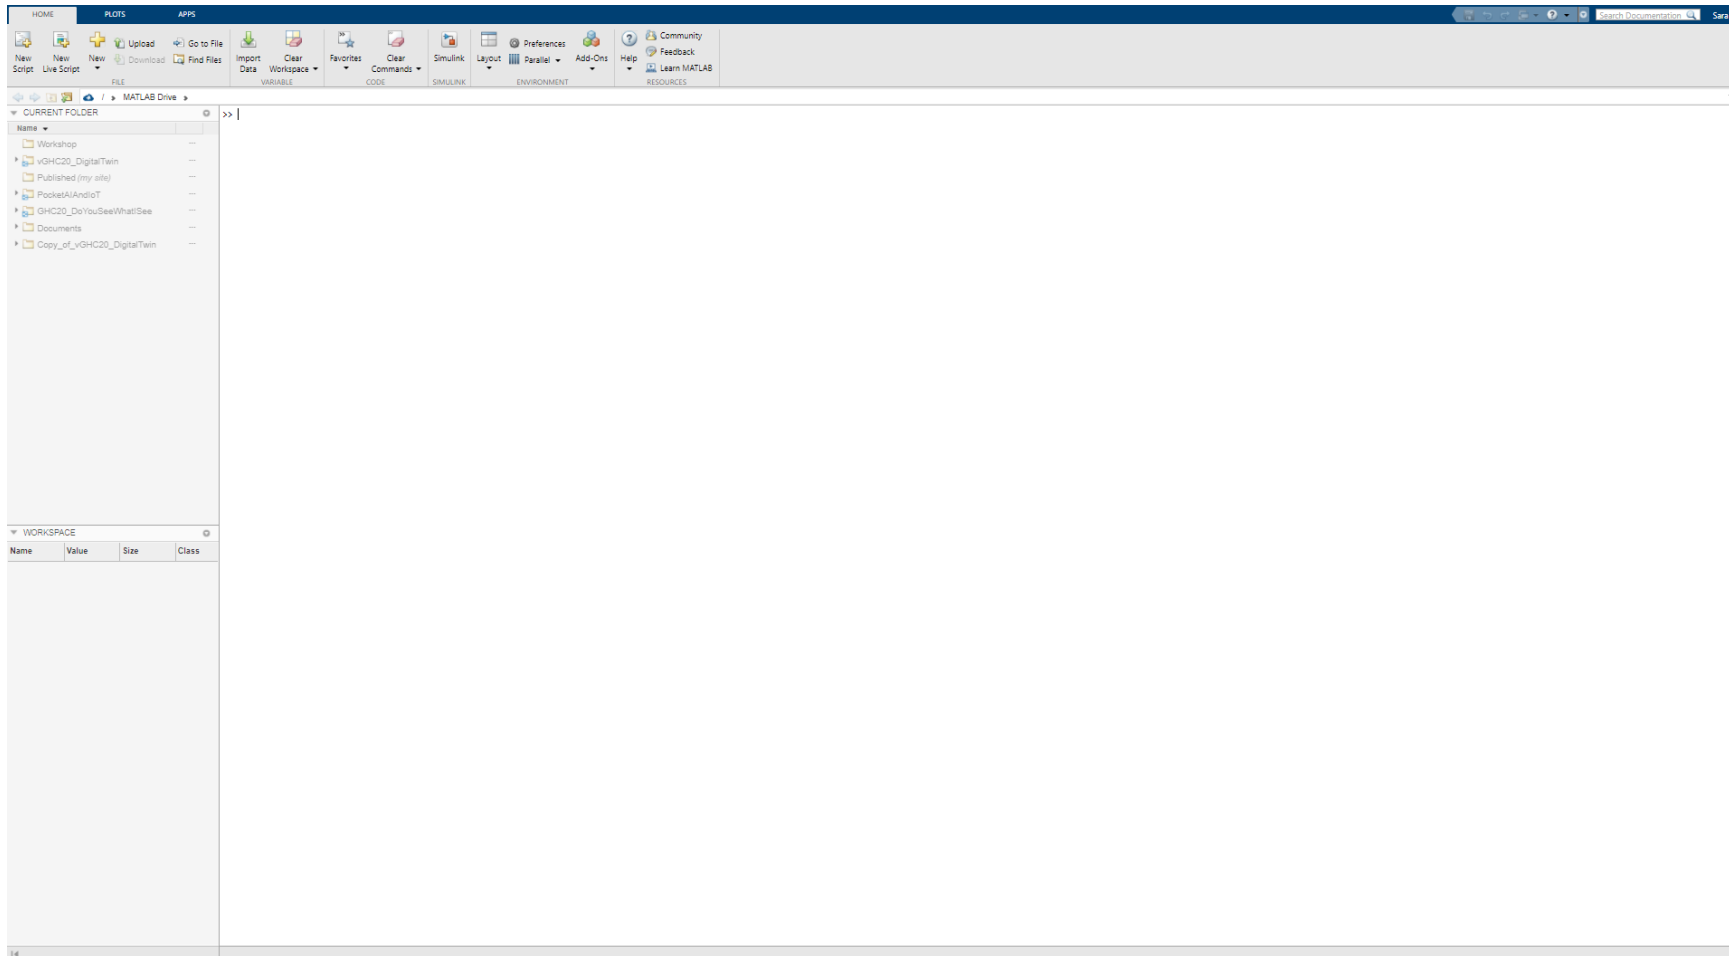 HOME PLOTS APPS
Search Documentation Sara
New Script
New Live Script
New
Upload
Download
Go to File
Find Files
FILE
Import Data
Clear Workspace
VARIABLE
Favorites
Clear Commands
CODE
Simulink
SIMULINK
Layout
Preferences
Parallel
Add-Ons
ENVIRONMENT
Help
Community
Feedback
Learn MATLAB
RESOURCES
/ MATLAB Drive
CURRENT FOLDER
Name
Workshop
vGHC20_DigitalTwin
Published (my site)
PocketAIAndIoT
GHC20_DoYouSeeWhatISee
Documents
Copy_of_vGHC20_DigitalTwin
>>
WORKSPACE
Name Value Size Class